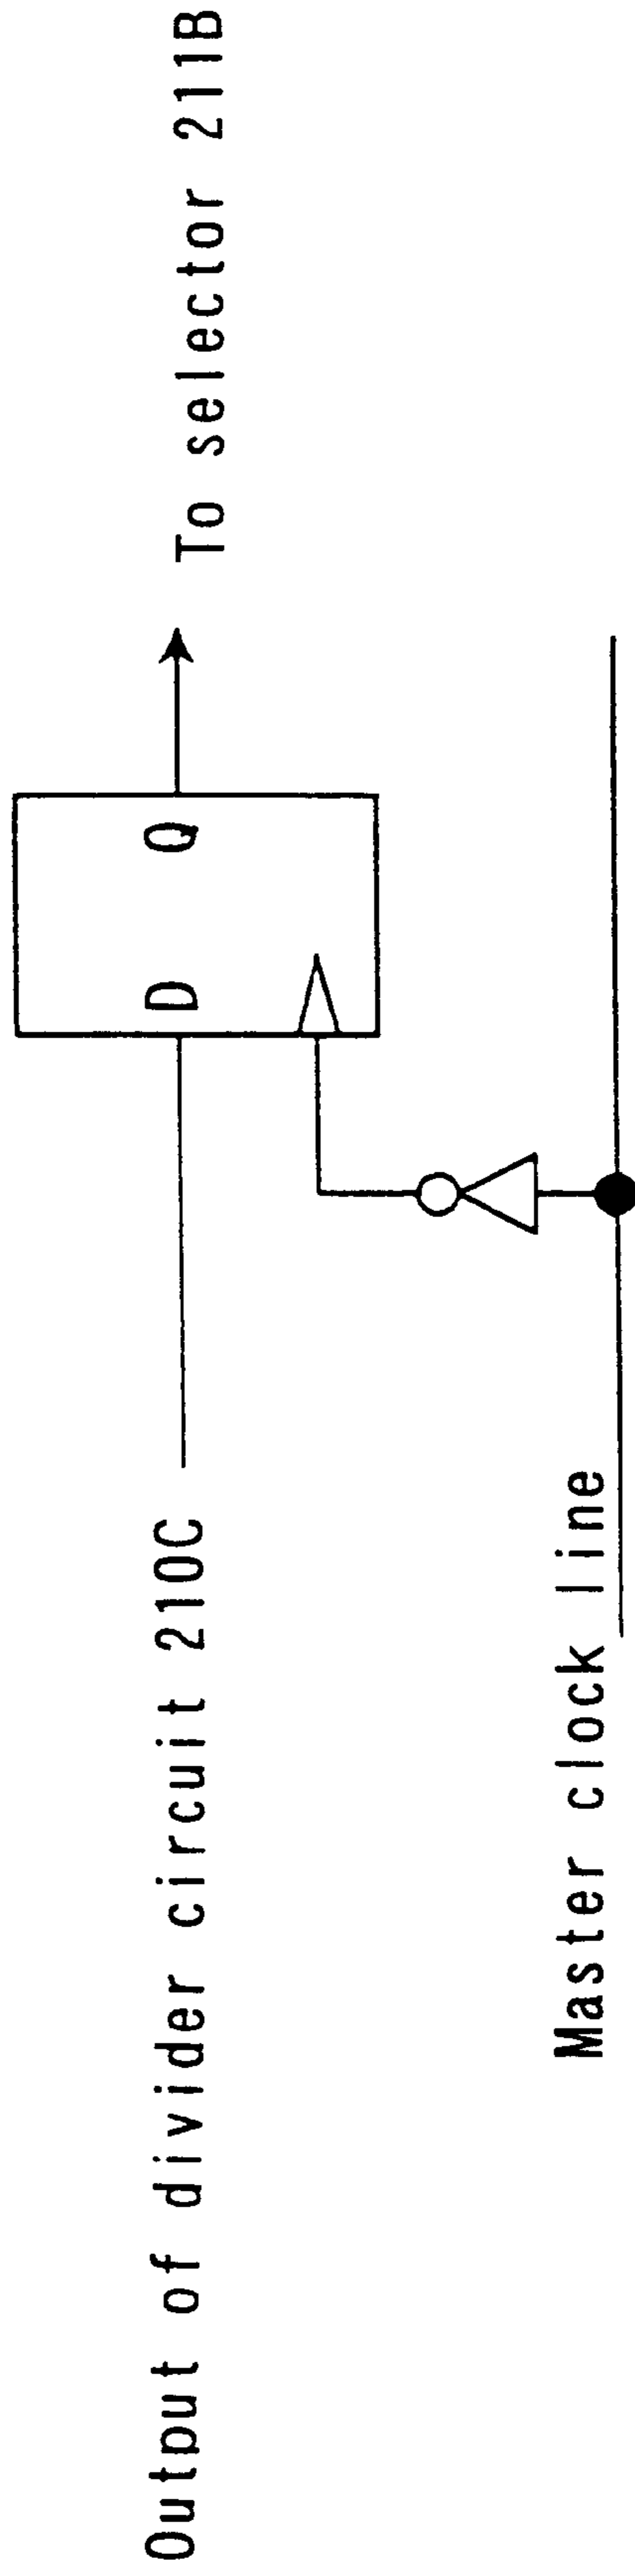 Output of divider circuit 210C
D
Q
To selector 211B
Master clock line